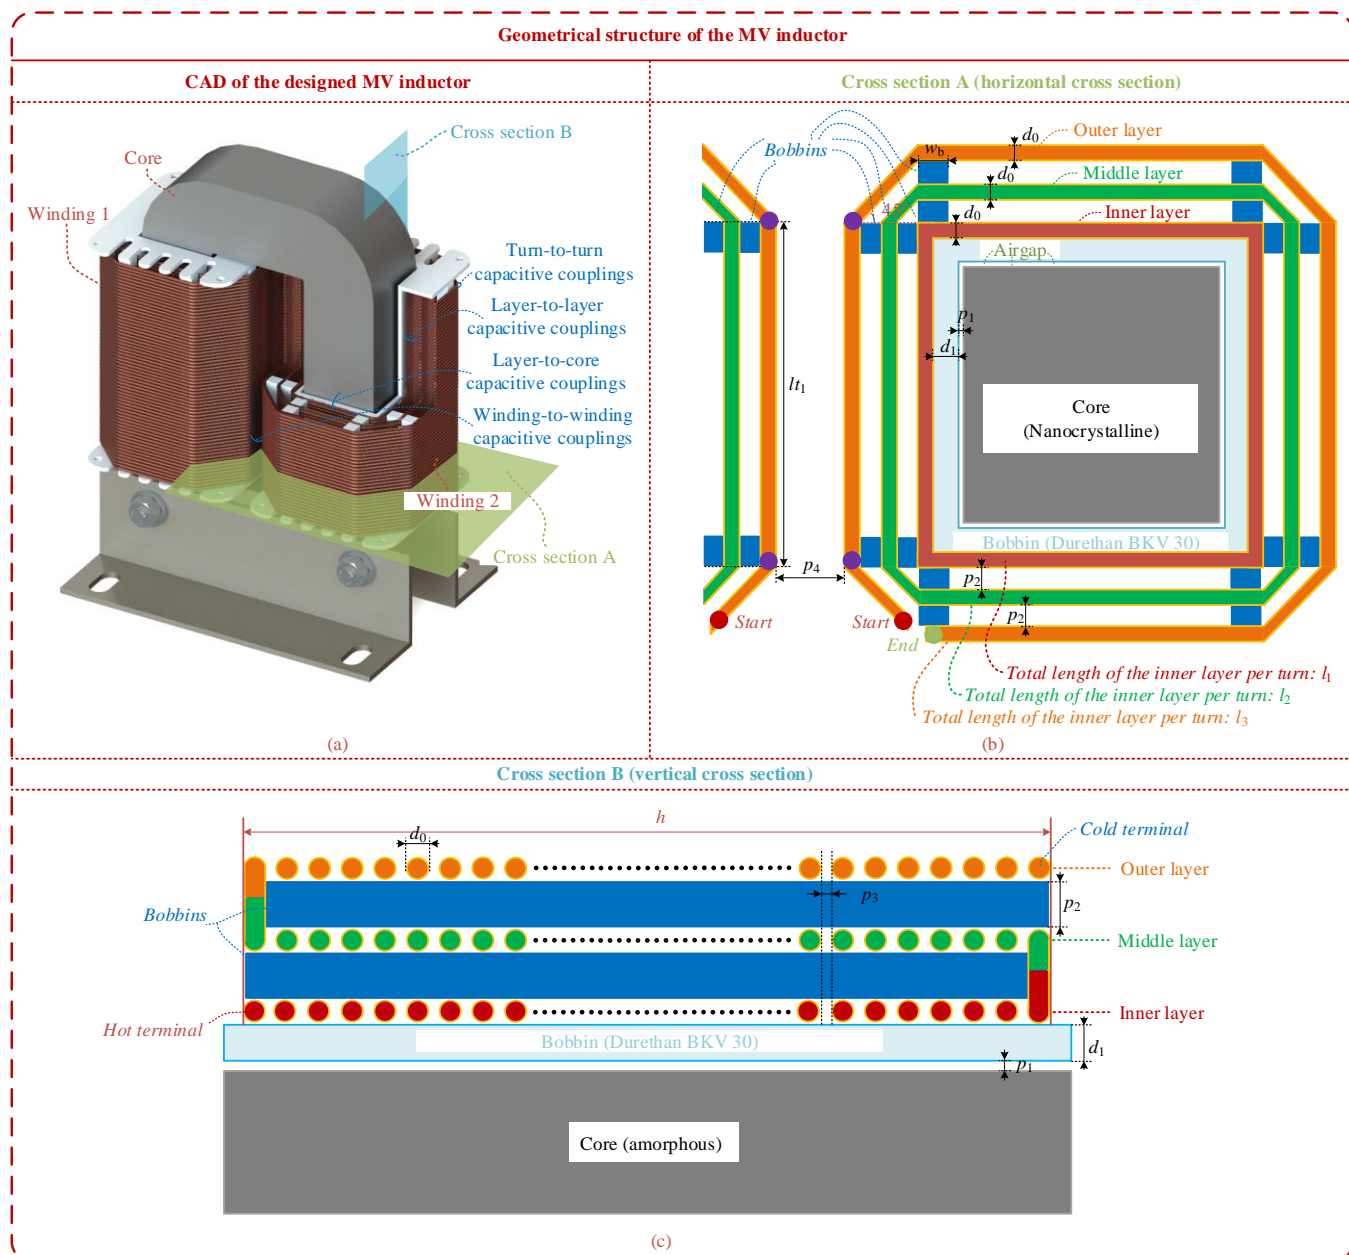 Geometrical structure of the MV inductor
CAD of the designed MV inductor
Cross section B
Core
Winding 1
Turn-to-turn
capacitive couplings
Layer-to-layer
capacitive couplings
Layer-to-core
capacitive couplings
Winding-to-winding
capacitive couplings
Winding 2
Cross section A
(a)
Cross section A (horizontal cross section)
Outer layer
d0
wb
Bobbins
d0
Middle layer
Inner layer
d0
Airgap
p1
d1
lt1
Core
(Nanocrystalline)
Bobbin (Durethan BKV 30)
p4
p2
p2
Start
Start
End
Total length of the inner layer per turn: l1
Total length of the inner layer per turn: l2
Total length of the inner layer per turn: l3
(b)
Cross section B (vertical cross section)
h
d0
Cold terminal
Outer layer
p3
p2
Bobbins
Middle layer
Hot terminal
Inner layer
Bobbin (Durethan BKV 30)
d1
p1
Core (amorphous)
(c)